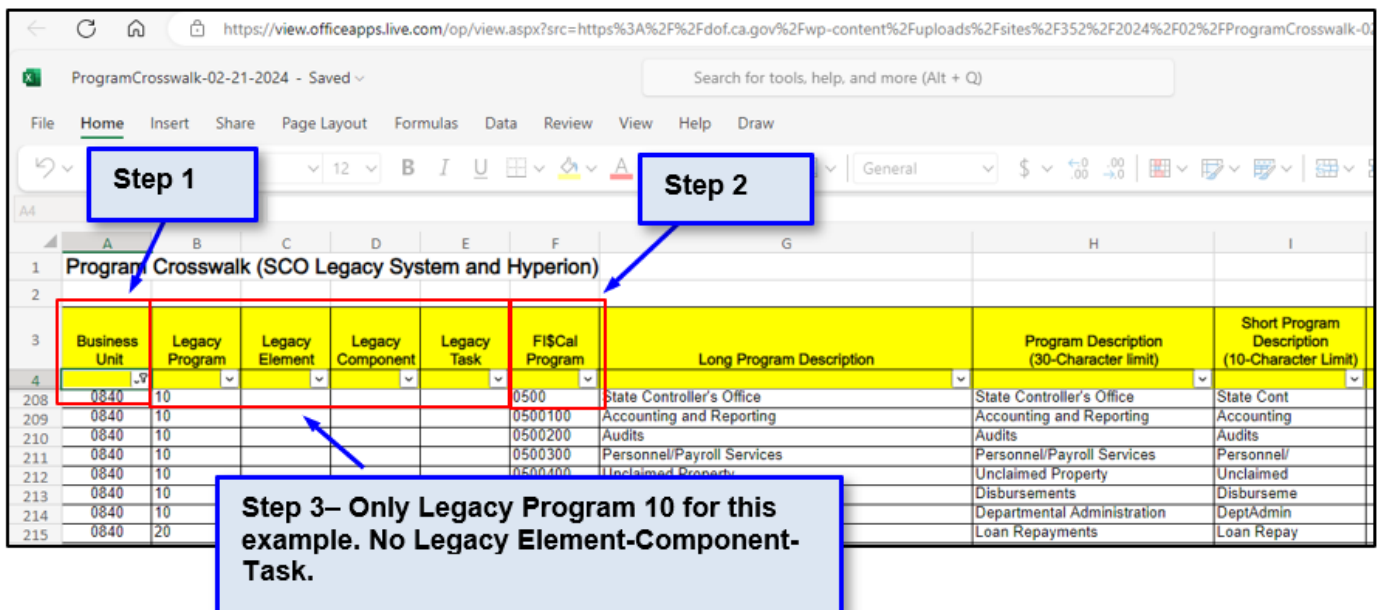 https://view.officeapps.live.com/op/view.aspx?src=https%3A%2F%2Fdof.ca.gov%2Fwp-content%2Fuploads%2Fsites%2F352%2F2024%2F02%2FProgramCrosswalk-02
ProgramCrosswalk-02-21-2024 - Saved
Search for tools, help, and more (Alt + Q)
File Home Insert Share Page Layout Formulas Data Review View Help Draw
Step 1
12 B I U A General $
Step 2
A4
A B C D E F G H I
1 Program Crosswalk (SCO Legacy System and Hyperion)
2
3 Business Unit Legacy Program Legacy Element Legacy Component Legacy Task FI$Cal Program Long Program Description Program Description (30-Character limit) Short Program Description (10-Character Limit)
4
208 0840 10 0500 State Controller's Office State Controller's Office State Cont
209 0840 10 0500100 Accounting and Reporting Accounting and Reporting Accounting
210 0840 10 0500200 Audits Audits Audits
211 0840 10 0500300 Personnel/Payroll Services Personnel/Payroll Services Personnel/
212 0840 10 0500400 Unclaimed Property Unclaimed Property Unclaimed
213 0840 10 Disbursements Disburseme
214 0840 10 Departmental Administration DeptAdmin
215 0840 20 Loan Repayments Loan Repay
Step 3– Only Legacy Program 10 for this
example. No Legacy Element-Component-
Task.